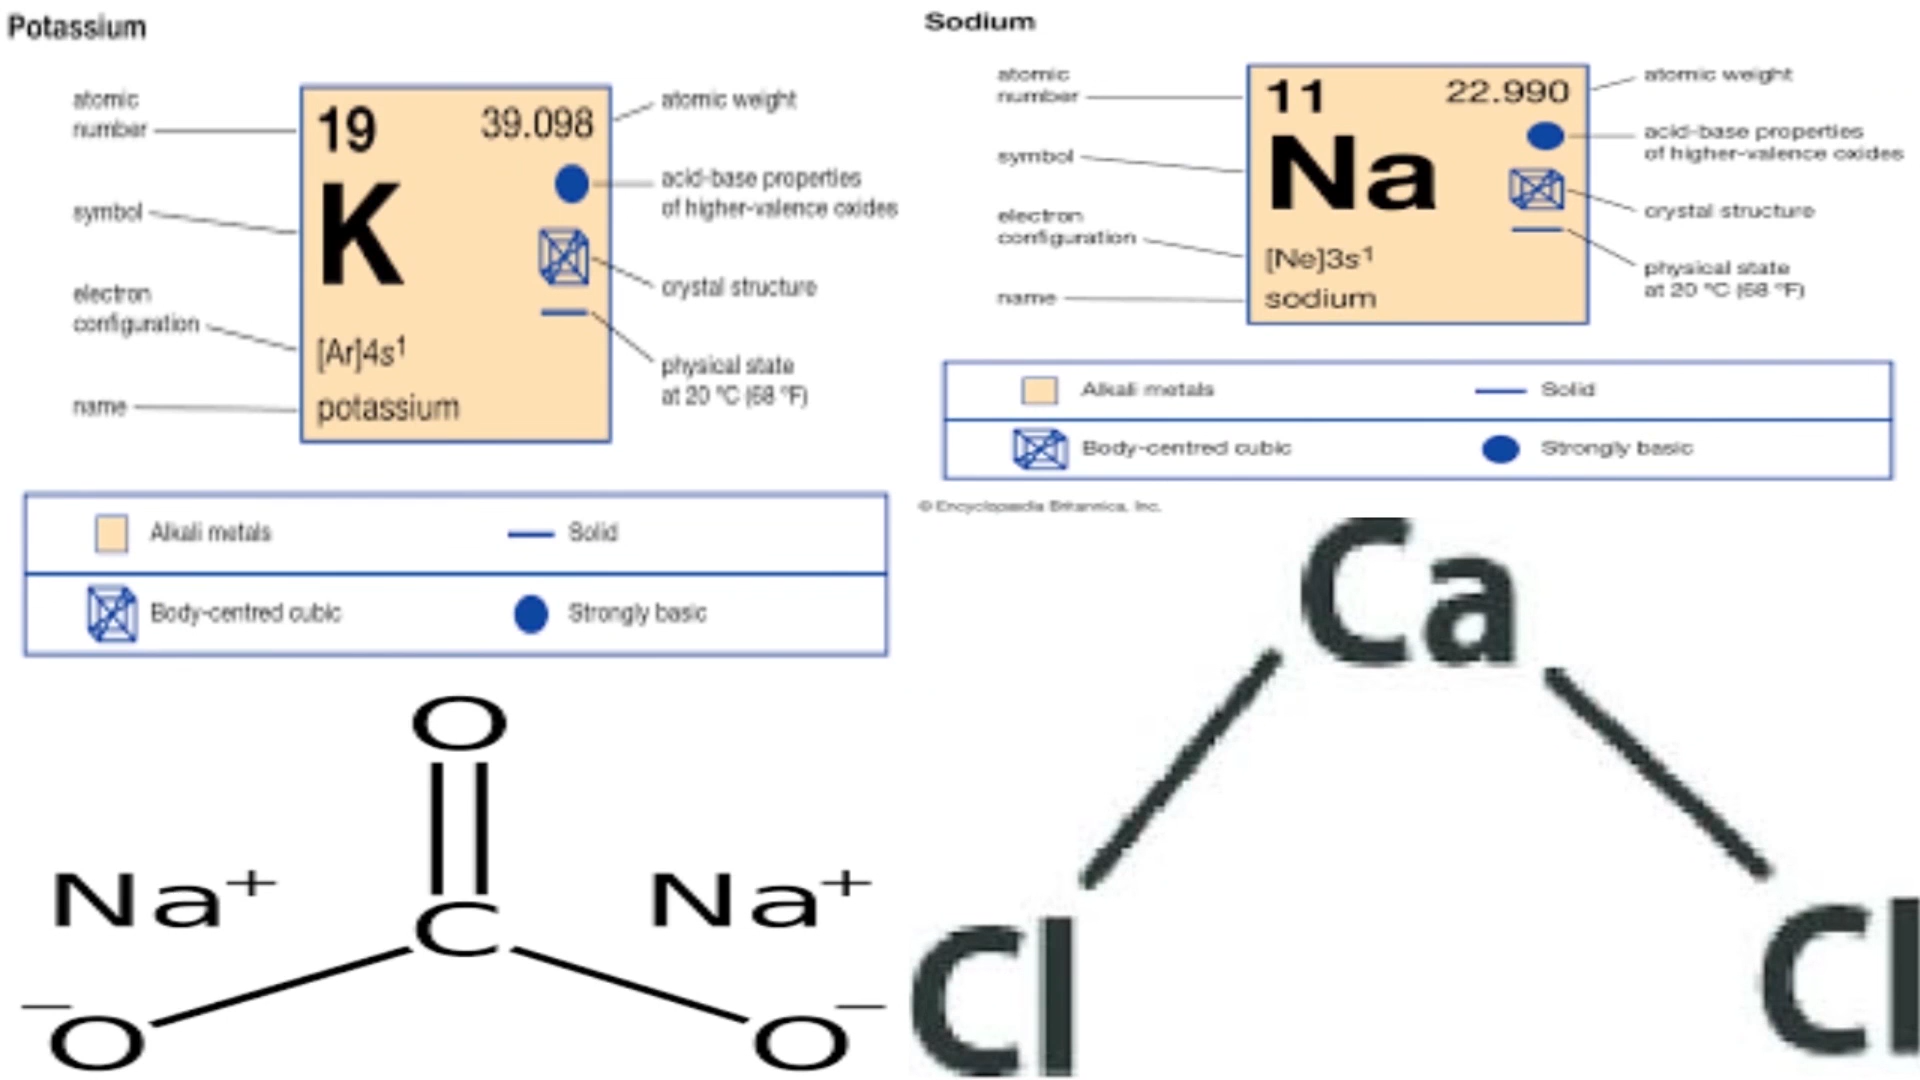 Potassium
atomic
number
19
39.098
atomic weight
symbol
K
acid-base properties
of higher-valence oxides
crystal structure
electron
configuration
[Ar]4s¹
physical state
at 20 °C (68 °F)
name
potassium
Alkali metals
Solid
Body-centred cubic
Strongly basic
Sodium
atomic
number
11
22.990
atomic weight
symbol
Na
acid-base properties
of higher-valence oxides
crystal structure
electron
configuration
[Ne]3s¹
physical state
at 20 °C (68 °F)
name
sodium
Alkali metals
Solid
Body-centred cubic
Strongly basic
© Encyclopædia Britannica, Inc.
O
Na⁺
C
Na⁺
⁻O
O⁻
Ca
Cl
Cl